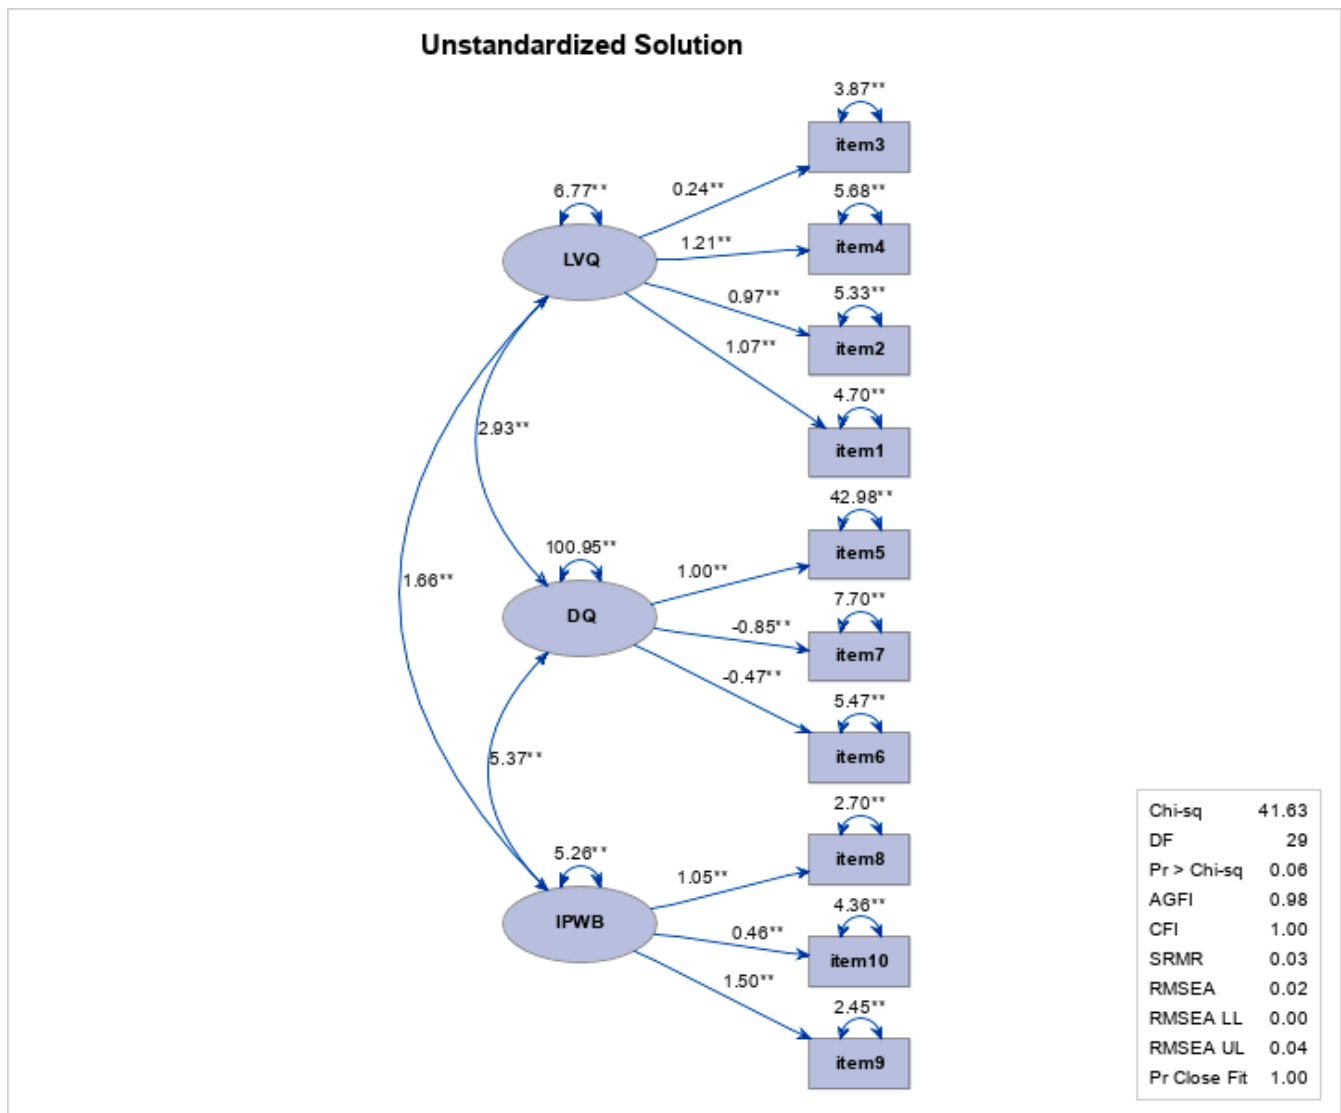 Unstandardized Solution
3.87**
item3
6.77**
0.24**
5.68**
LVQ
1.21**
item4
0.97**
5.33**
item2
1.07**
4.70**
item1
2.93**
42.98**
100.95**
1.00**
item5
1.66**
DQ
-0.85**
7.70**
item7
-0.47**
5.47**
item6
5.37**
2.70**
5.26**
1.05**
item8
IPWB
0.46**
4.36**
item10
1.50**
2.45**
item9
Chi-sq 41.63
DF 29
Pr > Chi-sq 0.06
AGFI 0.98
CFI 1.00
SRMR 0.03
RMSEA 0.02
RMSEA LL 0.00
RMSEA UL 0.04
Pr Close Fit 1.00